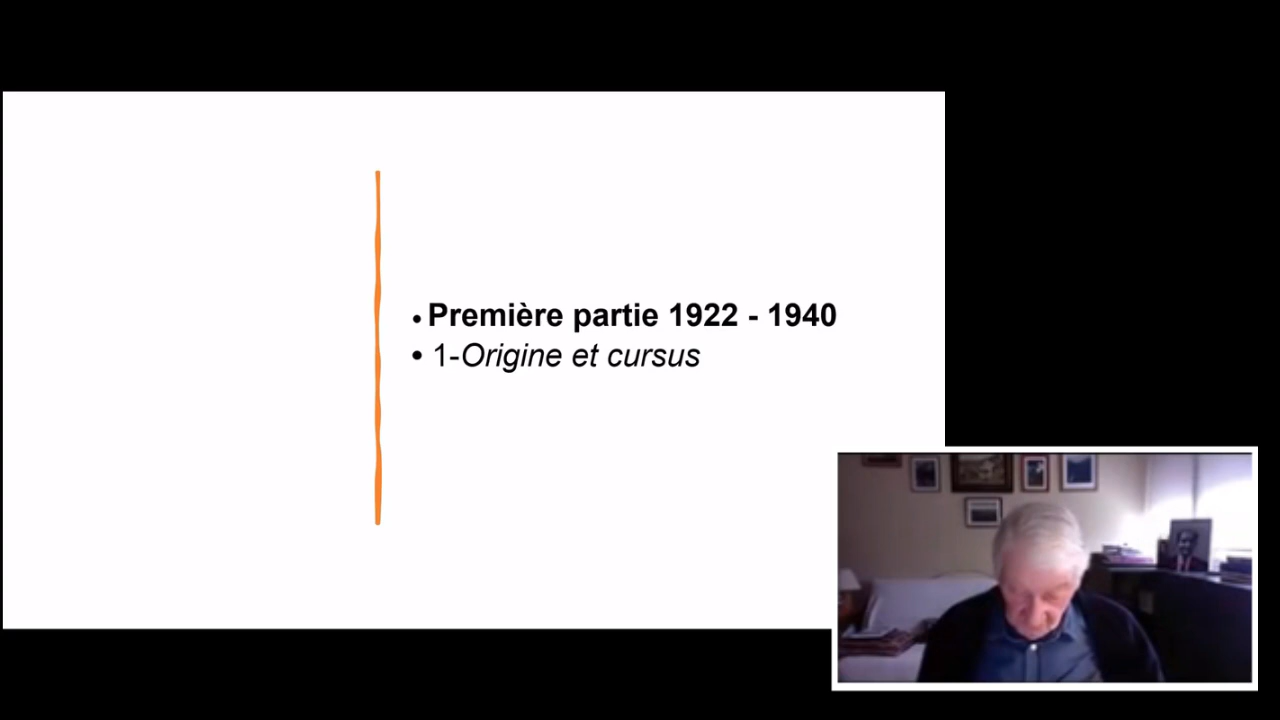 • Première partie 1922 - 1940
• 1-Origine et cursus